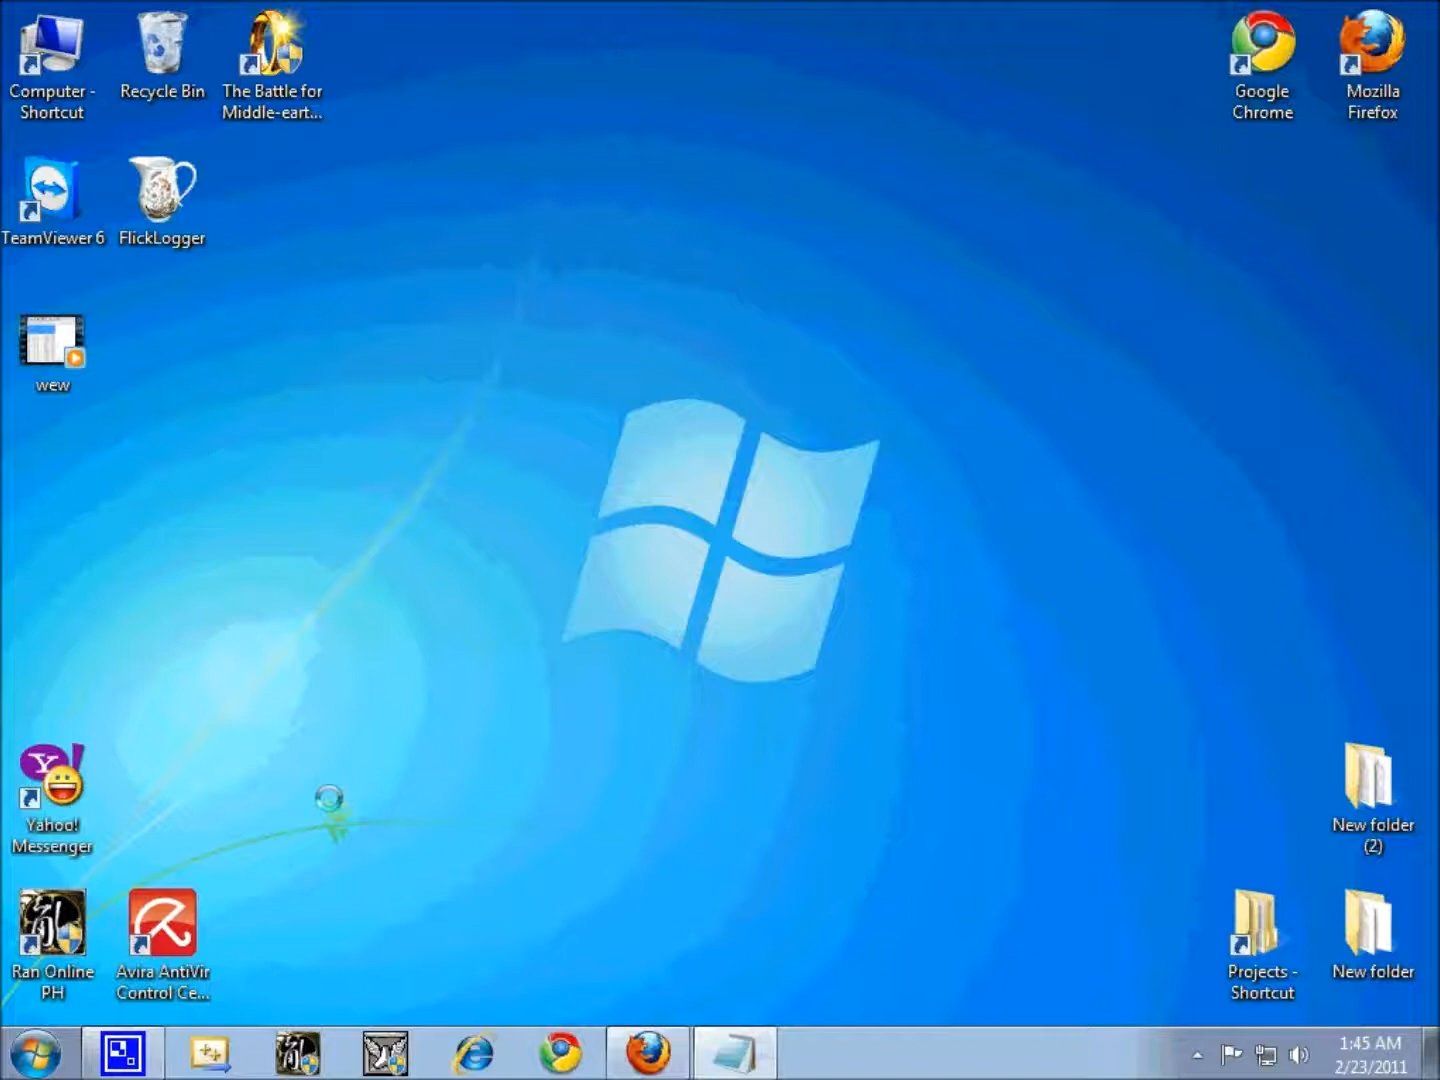 Computer -
Shortcut
Recycle Bin
The Battle for
Middle-eart...
Google
Chrome
Mozilla
Firefox
TeamViewer 6
FlickLogger
wew
Yahoo!
Messenger
New folder
(2)
Ran Online
PH
Avira AntiVir
Control Ce...
Projects -
Shortcut
New folder
1:45 AM
2/23/2011